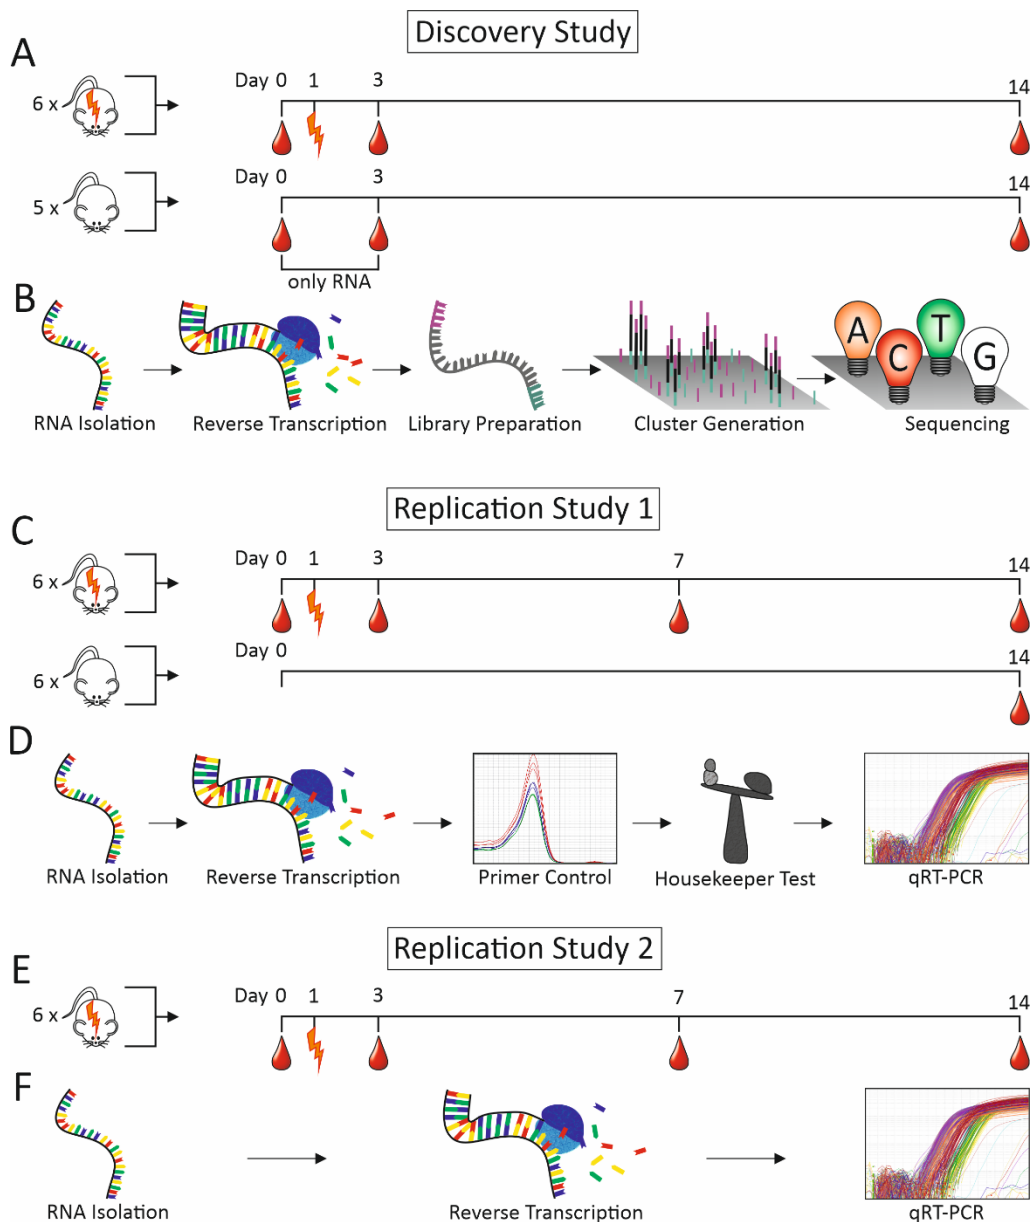 Discovery Study
A
Day 0 1 3 14
6 x
Day 0 3 14
5 x
only RNA
B
A C T G
RNA Isolation Reverse Transcription Library Preparation Cluster Generation Sequencing
Replication Study 1
C
Day 0 1 3 7 14
6 x
Day 0 14
6 x
D
RNA Isolation Reverse Transcription Primer Control Housekeeper Test qRT-PCR
Replication Study 2
E
Day 0 1 3 7 14
6 x
F
RNA Isolation Reverse Transcription qRT-PCR